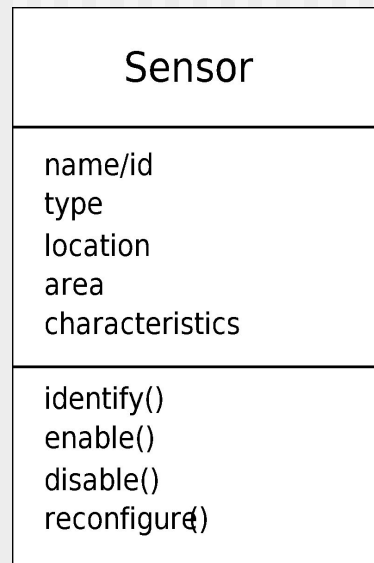 Sensor
name/id
type
location
area
characteristics
identify()
enable()
disable()
reconfigure()